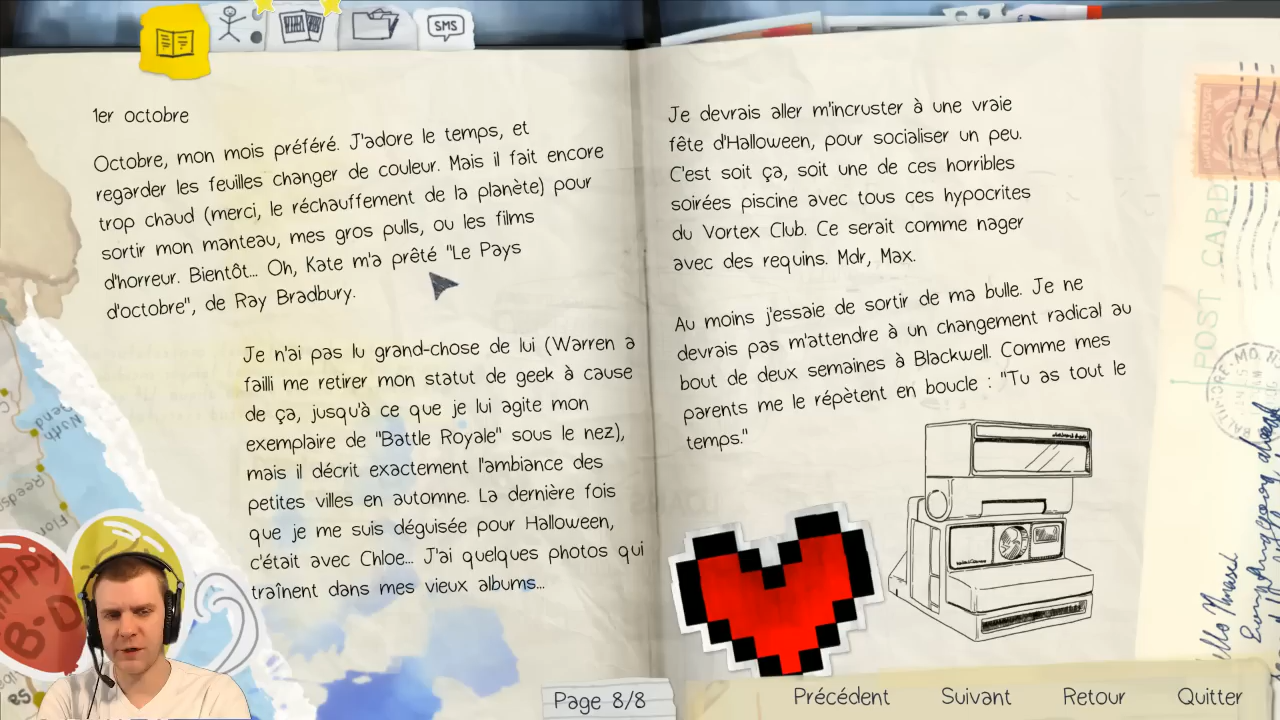 SMS
1er octobre
Octobre, mon mois préféré. J'adore le temps, et
regarder les feuilles changer de couleur. Mais il fait encore
trop chaud (merci, le réchauffement de la planète) pour
sortir mon manteau, mes gros pulls, ou les films
d'horreur. Bientôt... Oh, Kate m'a prêté "Le Pays
d'octobre", de Ray Bradbury.
Je n'ai pas lu grand-chose de lui (Warren a
failli me retirer mon statut de geek à cause
de ça, jusqu'à ce que je lui agite mon
exemplaire de "Battle Royale" sous le nez),
mais il décrit exactement l'ambiance des
petites villes en automne. La dernière fois
que je me suis déguisée pour Halloween,
c'était avec Chloe... J'ai quelques photos qui
traînent dans mes vieux albums...
Je devrais aller m'incruster à une vraie
fête d'Halloween, pour socialiser un peu.
C'est soit ça, soit une de ces horribles
soirées piscine avec tous ces hypocrites
du Vortex Club. Ce serait comme nager
avec des requins. Mdr, Max.
Au moins j'essaie de sortir de ma bulle. Je ne
devrais pas m'attendre à un changement radical au
bout de deux semaines à Blackwell. Comme mes
parents me le répètent en boucle : "Tu as tout le
temps."
POST CARD
Page 8/8
Précédent
Suivant
Retour
Quitter